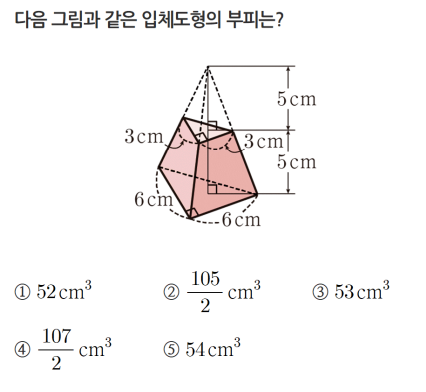 다음 그림과 같은 입체도형의 부피는?
5cm
3cm
3cm
5cm
6cm
6cm
① 52cm³
② 105/2 cm³
③ 53cm³
④ 107/2 cm³
⑤ 54cm³